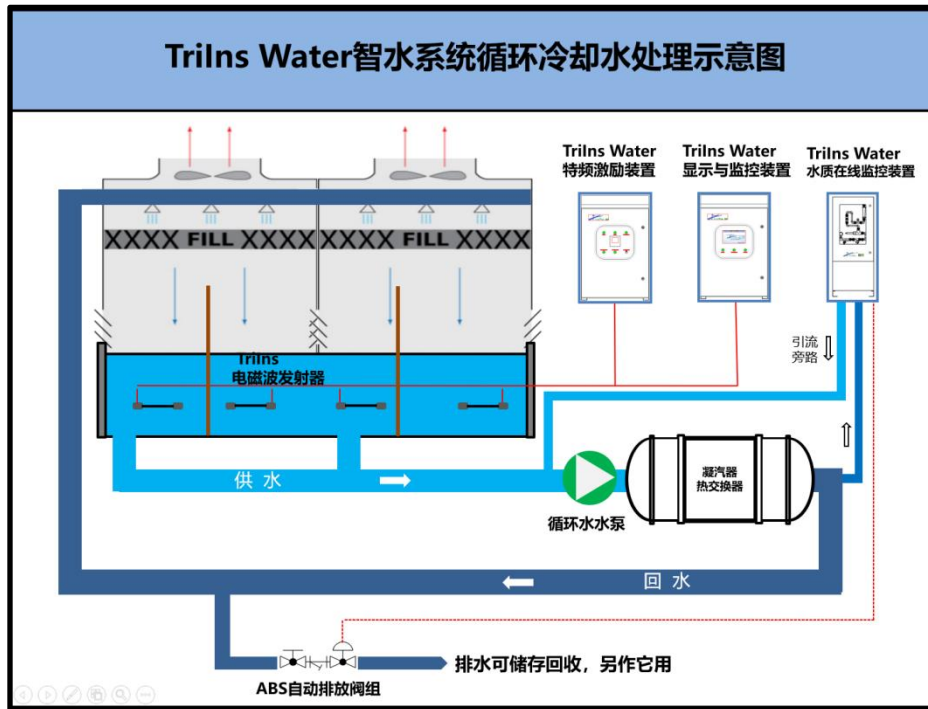 TriIns Water智水系统循环冷却水处理示意图
TriIns Water
特频激励装置
TriIns Water
显示与监控装置
TriIns Water
水质在线监控装置
XXXX FILL XXXX
XXXX FILL XXXX
引流
旁路
TriIns
电磁波发射器
供 水
凝汽器
热交换器
循环水水泵
回 水
排水可储存回收，另作它用
ABS自动排放阀组